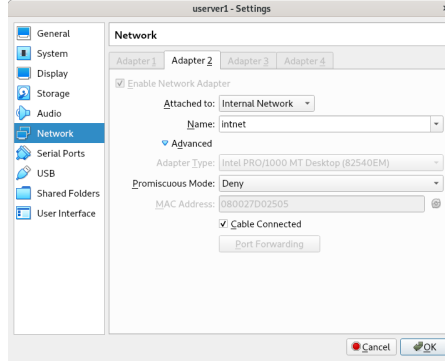 userver1 - Settings
General
System
Display
Storage
Audio
Network
Serial Ports
USB
Shared Folders
User Interface
Network
Adapter 1 Adapter 2 Adapter 3 Adapter 4
Enable Network Adapter
Attached to: Internal Network
Name: intnet
Advanced
Adapter Type: Intel PRO/1000 MT Desktop (82540EM)
Promiscuous Mode: Deny
MAC Address: 080027D02505
Cable Connected
Port Forwarding
Cancel OK